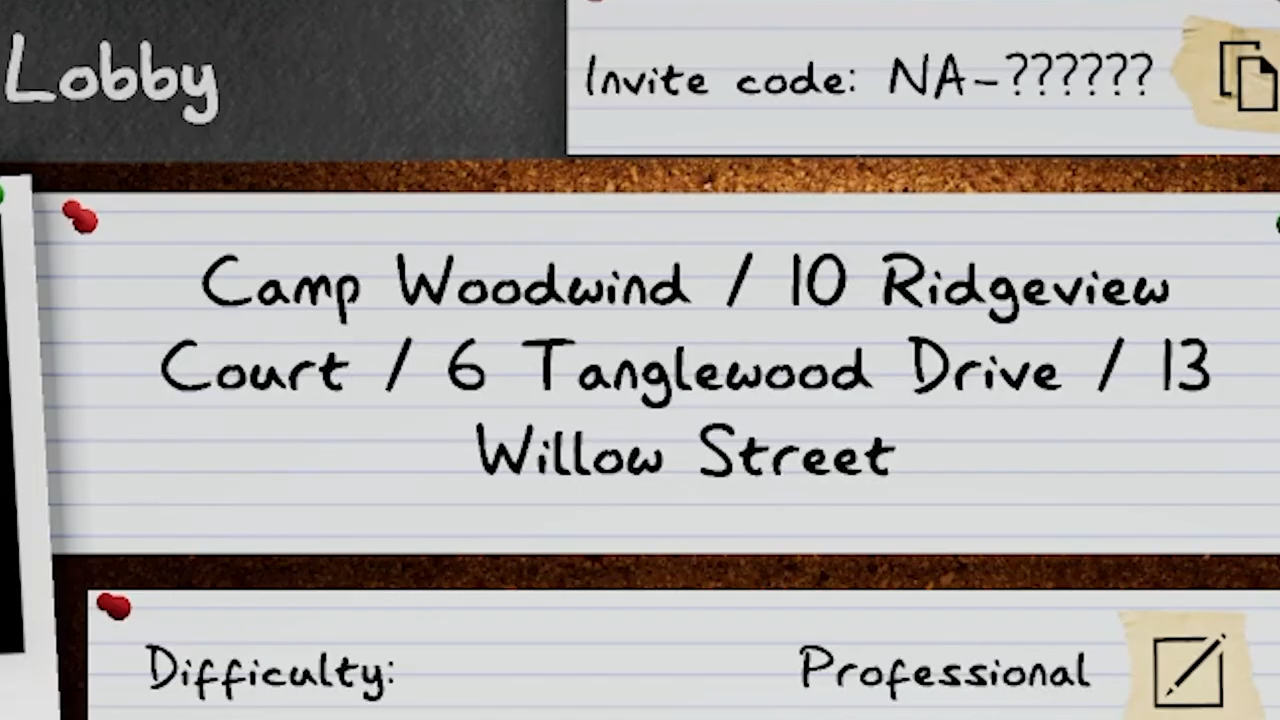 Lobby
Invite code: NA-??????
Camp Woodwind / 10 Ridgeview
Court / 6 Tanglewood Drive / 13
Willow Street
Difficulty: Professional